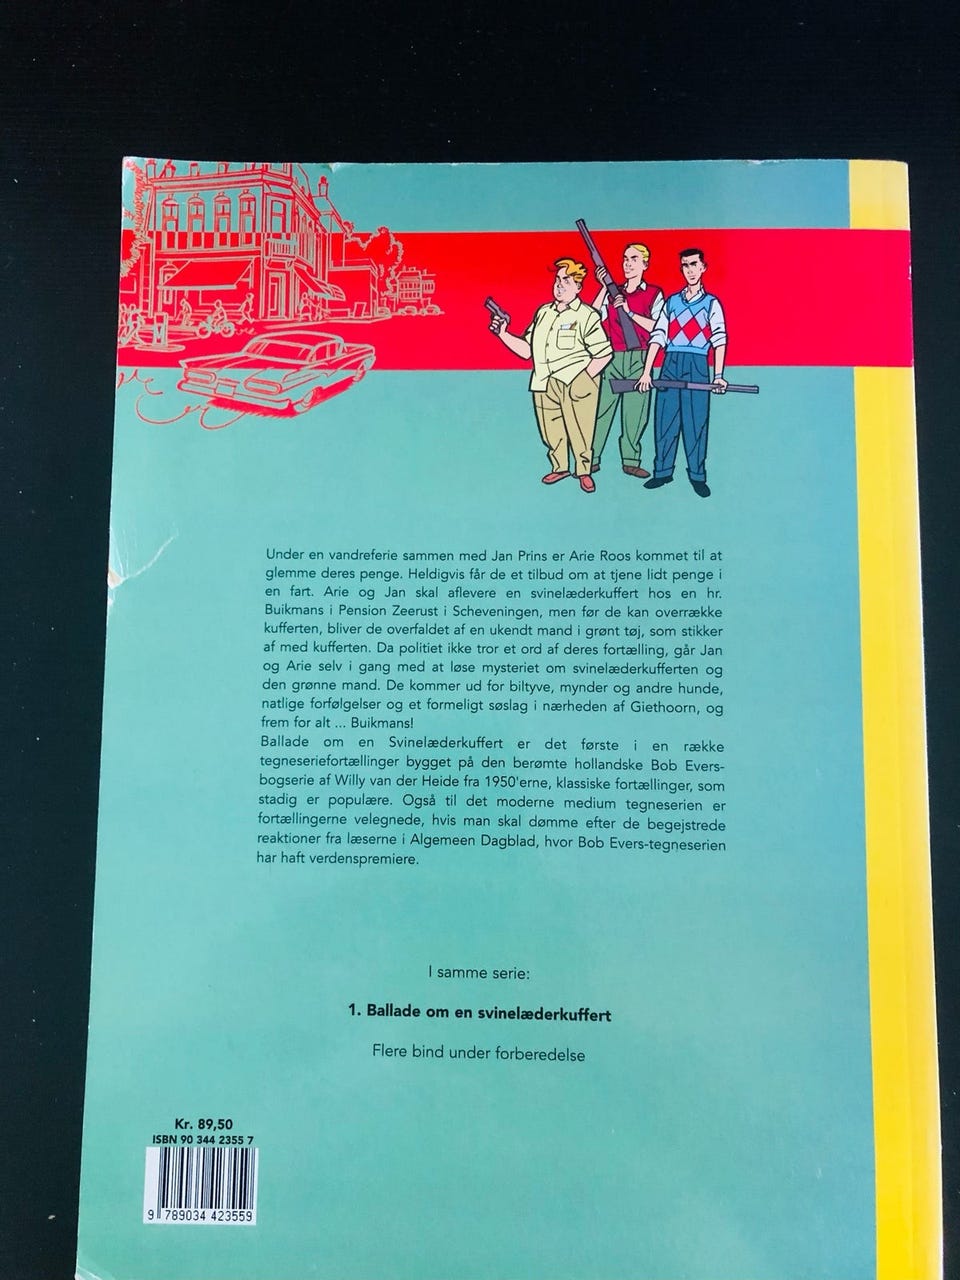 Under en vandreferie sammen med Jan Prins er Arie Roos kommet til at
glemme deres penge. Heldigvis får de et tilbud om at tjene lidt penge i
en fart. Arie og Jan skal aflevere en svinelæderkuffert hos en hr.
Buikmans i Pension Zeerust i Scheveningen, men før de kan overrække
kufferten, bliver de overfaldet af en ukendt mand i grønt tøj, som stikker
af med kufferten. Da politiet ikke tror et ord af deres fortælling, går Jan
og Arie selv i gang med at løse mysteriet om svinelæderkufferten og
den grønne mand. De kommer ud for biltyve, mynder og andre hunde,
natlige forfølgelser og et formeligt søslag i nærheden af Giethoorn, og
frem for alt ... Buikmans!
Ballade om en Svinelæderkuffert er det første i en række
tegneseriefortællinger bygget på den berømte hollandske Bob Evers-
bogserie af Willy van der Heide fra 1950'erne, klassiske fortællinger, som
stadig er populære. Også til det moderne medium tegneserien er
fortællingerne velegnede, hvis man skal dømme efter de begejstrede
reaktioner fra læserne i Algemeen Dagblad, hvor Bob Evers-tegneserien
har haft verdenspremiere.
I samme serie:
1. Ballade om en svinelæderkuffert
Flere bind under forberedelse
Kr. 89,50
ISBN 90 344 2355 7
9 789034 423559